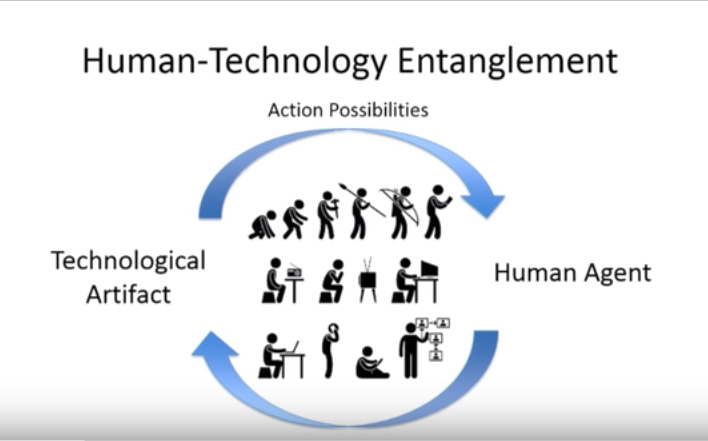 Human-Technology Entanglement
Action Possibilities
Technological
Artifact
Human Agent